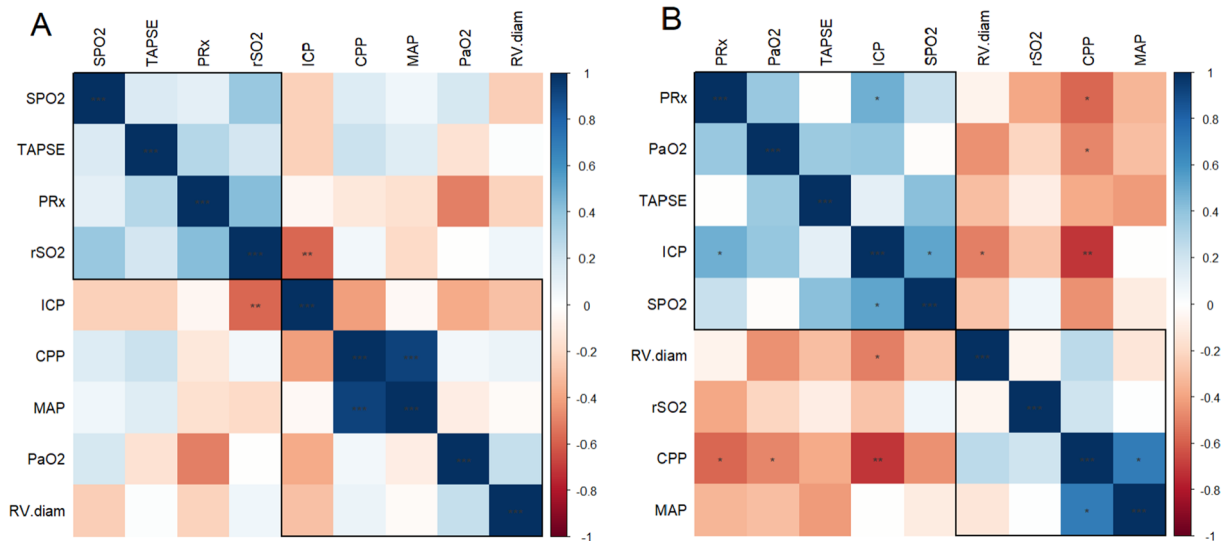 A
SPO2 TAPSE PRx rSO2 ICP CPP MAP PaO2 RV.diam
SPO2 ***
TAPSE ***
PRx ***
rSO2 *** **
ICP ** ***
CPP *** ***
MAP *** ***
PaO2 ***
RV.diam ***
1
0.8
0.6
0.4
0.2
0
-0.2
-0.4
-0.6
-0.8
-1
B
PRx PaO2 TAPSE ICP SPO2 RV.diam rSO2 CPP MAP
PRx *** * *
PaO2 *** *
TAPSE ***
ICP * *** * * **
SPO2 * ***
RV.diam * ***
rSO2 ***
CPP * * ** *** *
MAP * ***
1
0.8
0.6
0.4
0.2
0
-0.2
-0.4
-0.6
-0.8
-1